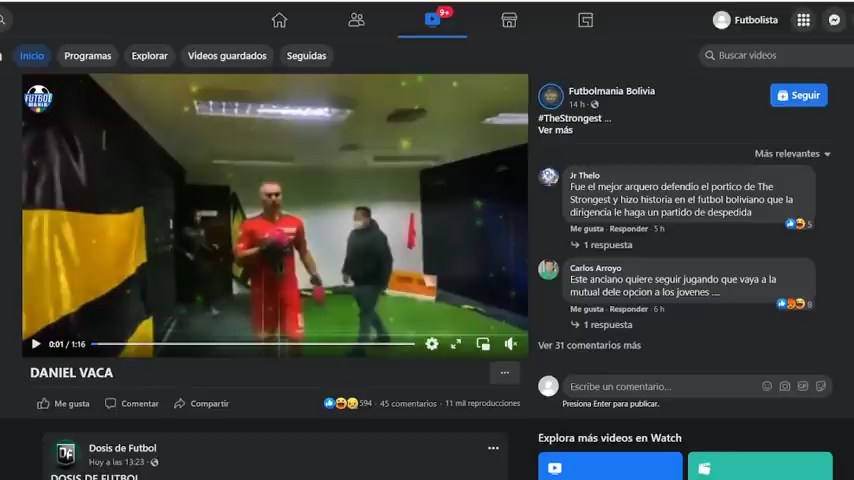 9+
Futbolista
Inicio
Programas
Explorar
Videos guardados
Seguidas
Buscar videos
FUTBOL
MANIA
0:01 / 1:16
DANIEL VACA
...
Me gusta
Comentar
Compartir
594 · 45 comentarios · 11 mil reproducciones
Dosis de Futbol
Hoy a las 13:23 ·
DOSIS DE FUTBOL
Futbolmania Bolivia
14 h ·
Seguir
#TheStrongest ...
Ver más
Más relevantes
Jr Thelo
Fue el mejor arquero defendio el portico de The
Strongest y hizo historia en el futbol boliviano que la
dirigencia le haga un partido de despedida
5
Me gusta · Responder · 5 h
1 respuesta
Carlos Arroyo
Este anciano quiere seguir jugando que vaya a la
mutual dele opcion a los jovenes ....
8
Me gusta · Responder · 6 h
1 respuesta
Ver 31 comentarios más
Escribe un comentario...
GIF
Presiona Enter para publicar.
Explora más videos en Watch